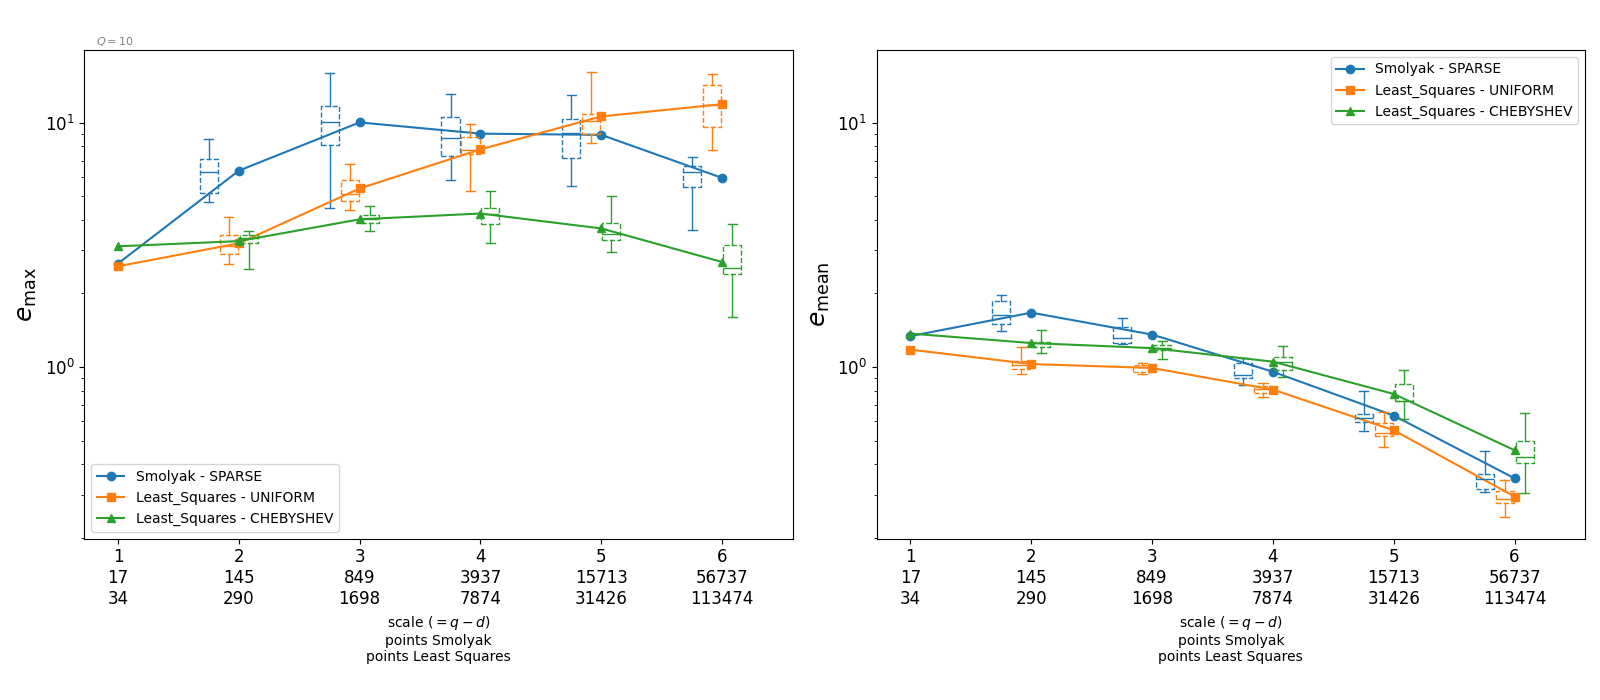 Q = 10
10¹
10⁰
e_max
Smolyak - SPARSE
Least_Squares - UNIFORM
Least_Squares - CHEBYSHEV
1 2 3 4 5 6
17 145 849 3937 15713 56737
34 290 1698 7874 31426 113474
scale (= q − d)
points Smolyak
points Least Squares
10¹
10⁰
e_mean
Smolyak - SPARSE
Least_Squares - UNIFORM
Least_Squares - CHEBYSHEV
1 2 3 4 5 6
17 145 849 3937 15713 56737
34 290 1698 7874 31426 113474
scale (= q − d)
points Smolyak
points Least Squares